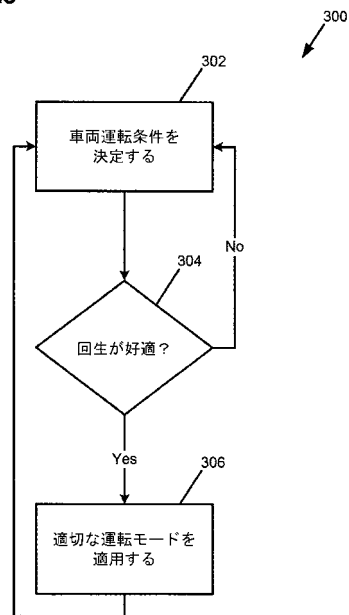 300
302
車両運転条件を
決定する
No
304
回生が好適？
Yes
306
適切な運転モードを
適用する